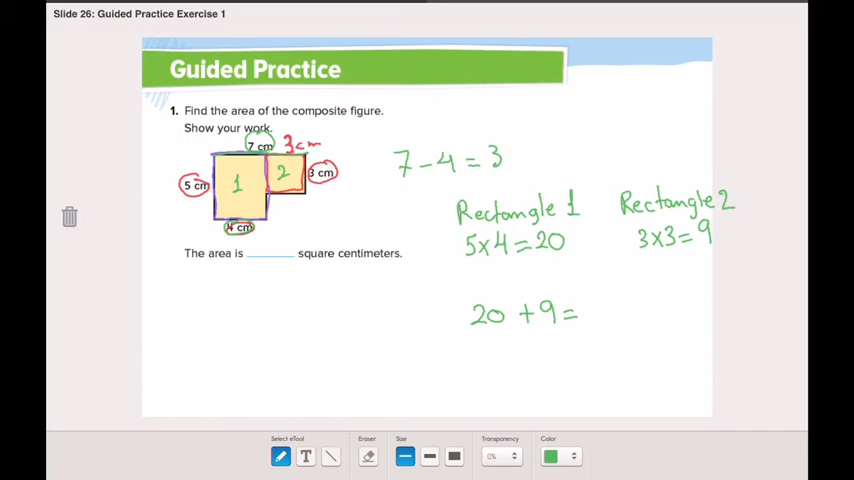 Slide 26: Guided Practice Exercise 1
Guided Practice
1. Find the area of the composite figure.
Show your work.
7 cm 3cm
1 2
5 cm 3 cm
4 cm
The area is ______ square centimeters.
7-4=3
Rectangle 1 Rectangle 2
5x4=20 3x3=9
20 +9=
Select eTool Eraser Size Transparency Color
T 0%